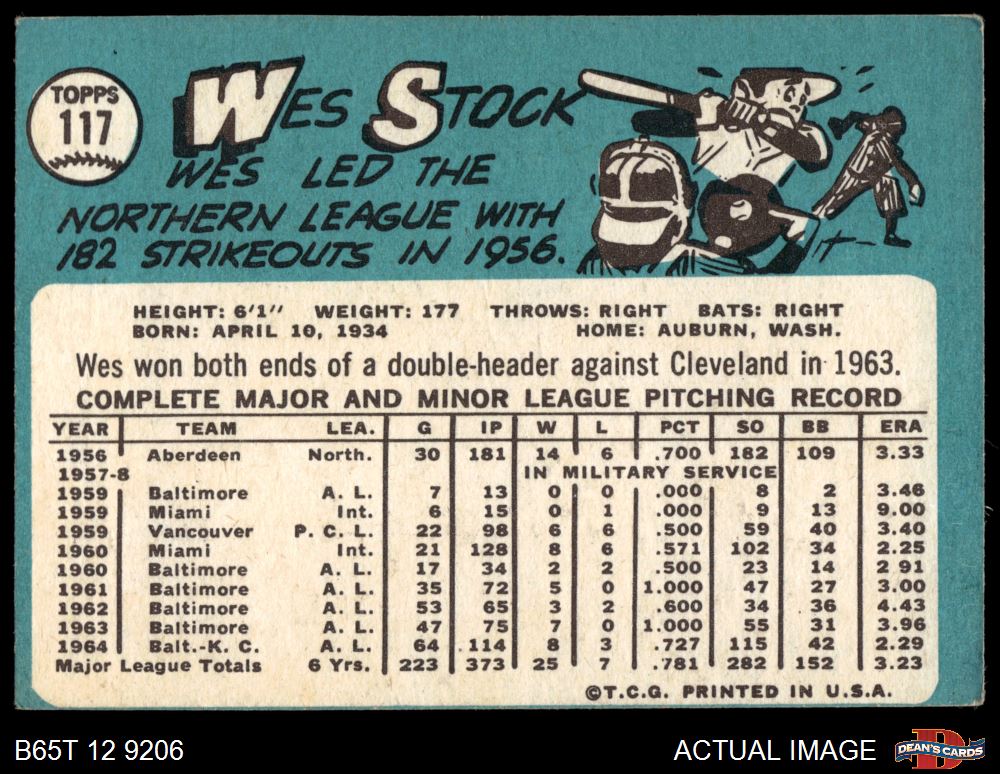 TOPPS
117
WES STOCK
WES LED THE
NORTHERN LEAGUE WITH
182 STRIKEOUTS IN 1956.
HEIGHT: 6'1" WEIGHT: 177 THROWS: RIGHT BATS: RIGHT
BORN: APRIL 10, 1934 HOME: AUBURN, WASH.
Wes won both ends of a double-header against Cleveland in 1963.
COMPLETE MAJOR AND MINOR LEAGUE PITCHING RECORD
YEAR TEAM LEA. G IP W L PCT SO BB ERA
1956 Aberdeen North. 30 181 14 6 .700 182 109 3.33
1957-8 IN MILITARY SERVICE
1959 Baltimore A. L. 7 13 0 0 .000 8 2 3.46
1959 Miami Int. 6 15 0 1 .000 9 13 9.00
1959 Vancouver P. C. L. 22 98 6 6 .500 59 40 3.40
1960 Miami Int. 21 128 8 6 .571 102 34 2.25
1960 Baltimore A. L. 17 34 2 2 .500 23 14 2.91
1961 Baltimore A. L. 35 72 5 0 1.000 47 27 3.00
1962 Baltimore A. L. 53 65 3 2 .600 34 36 4.43
1963 Baltimore A. L. 47 75 7 0 1.000 55 31 3.96
1964 Balt.-K. C. A. L. 64 114 8 3 .727 115 42 2.29
Major League Totals 6 Yrs. 223 373 25 7 .781 282 152 3.23
©T.C.G. PRINTED IN U.S.A.
B65T 12 9206 ACTUAL IMAGE DEAN'S CARDS